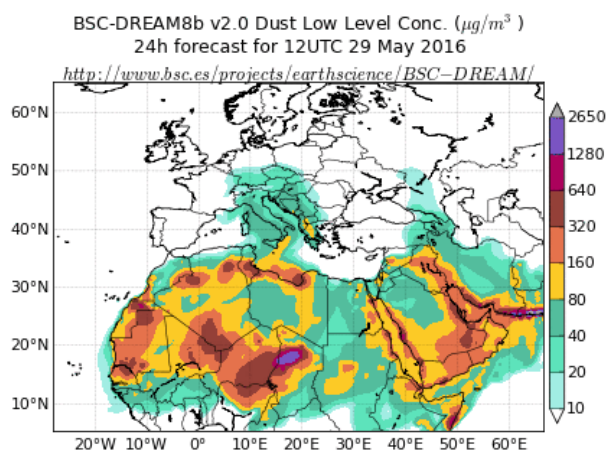 BSC-DREAM8b v2.0 Dust Low Level Conc. (μg/m³ )
24h forecast for 12UTC 29 May 2016
http://www.bsc.es/projects/earthscience/BSC−DREAM/
60°N
50°N
40°N
30°N
20°N
10°N
20°W
10°W
0°
10°E
20°E
30°E
40°E
50°E
60°E
2650
1280
640
320
160
80
40
20
10